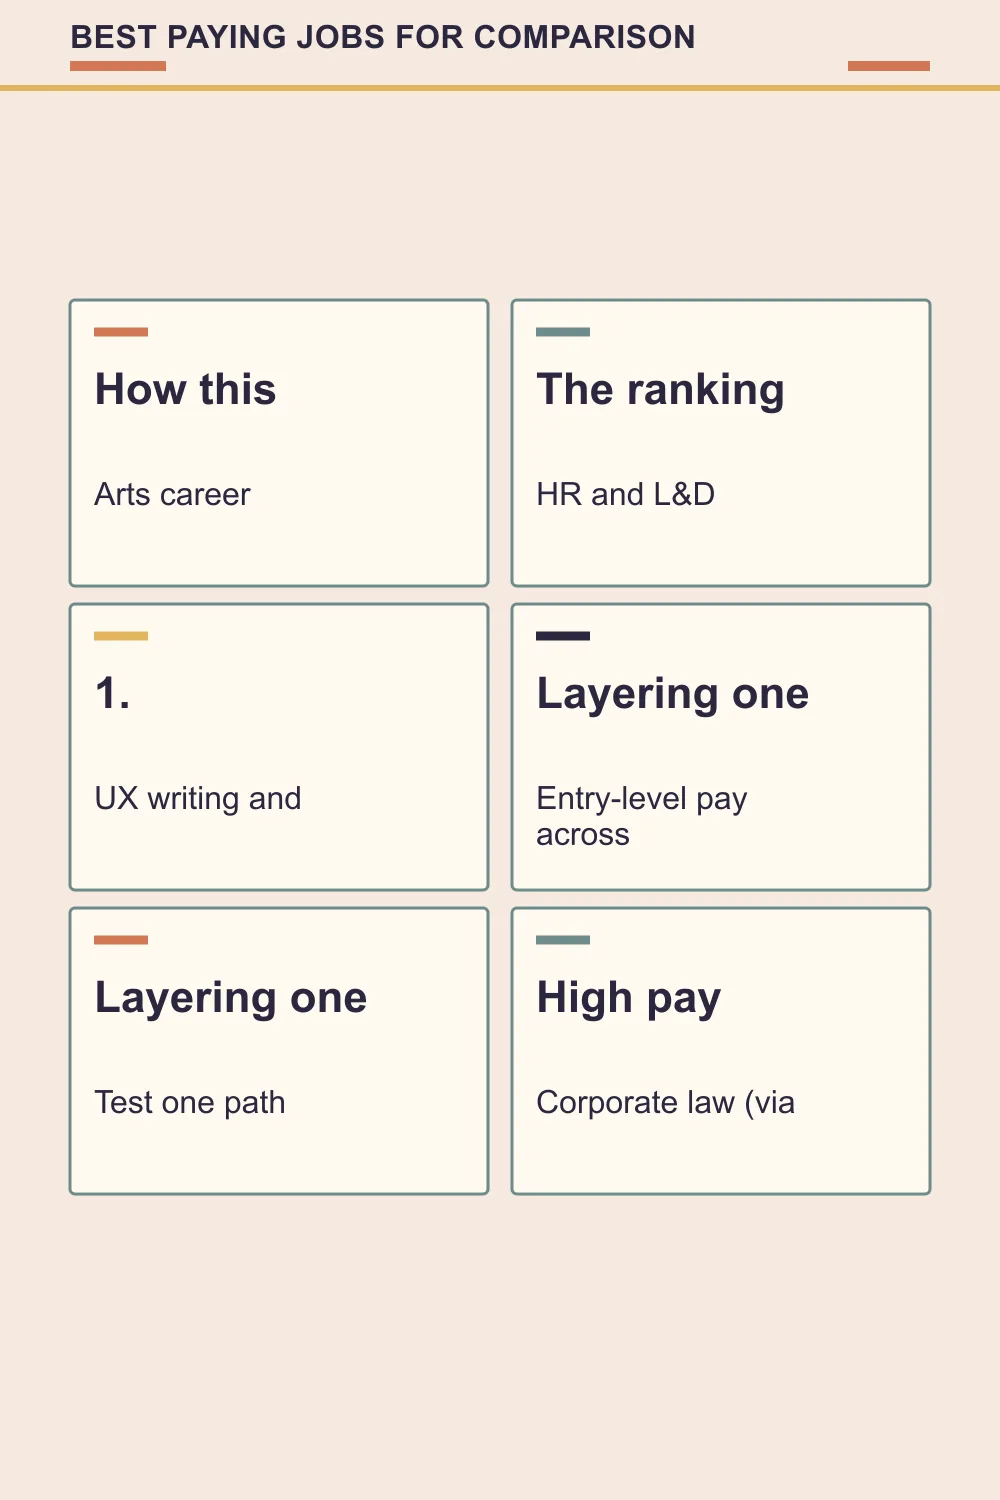 BEST PAYING JOBS FOR COMPARISON
How this
Arts career
The ranking
HR and L&D
1.
UX writing and
Layering one
Entry-level pay
across
Layering one
Test one path
High pay
Corporate law (via